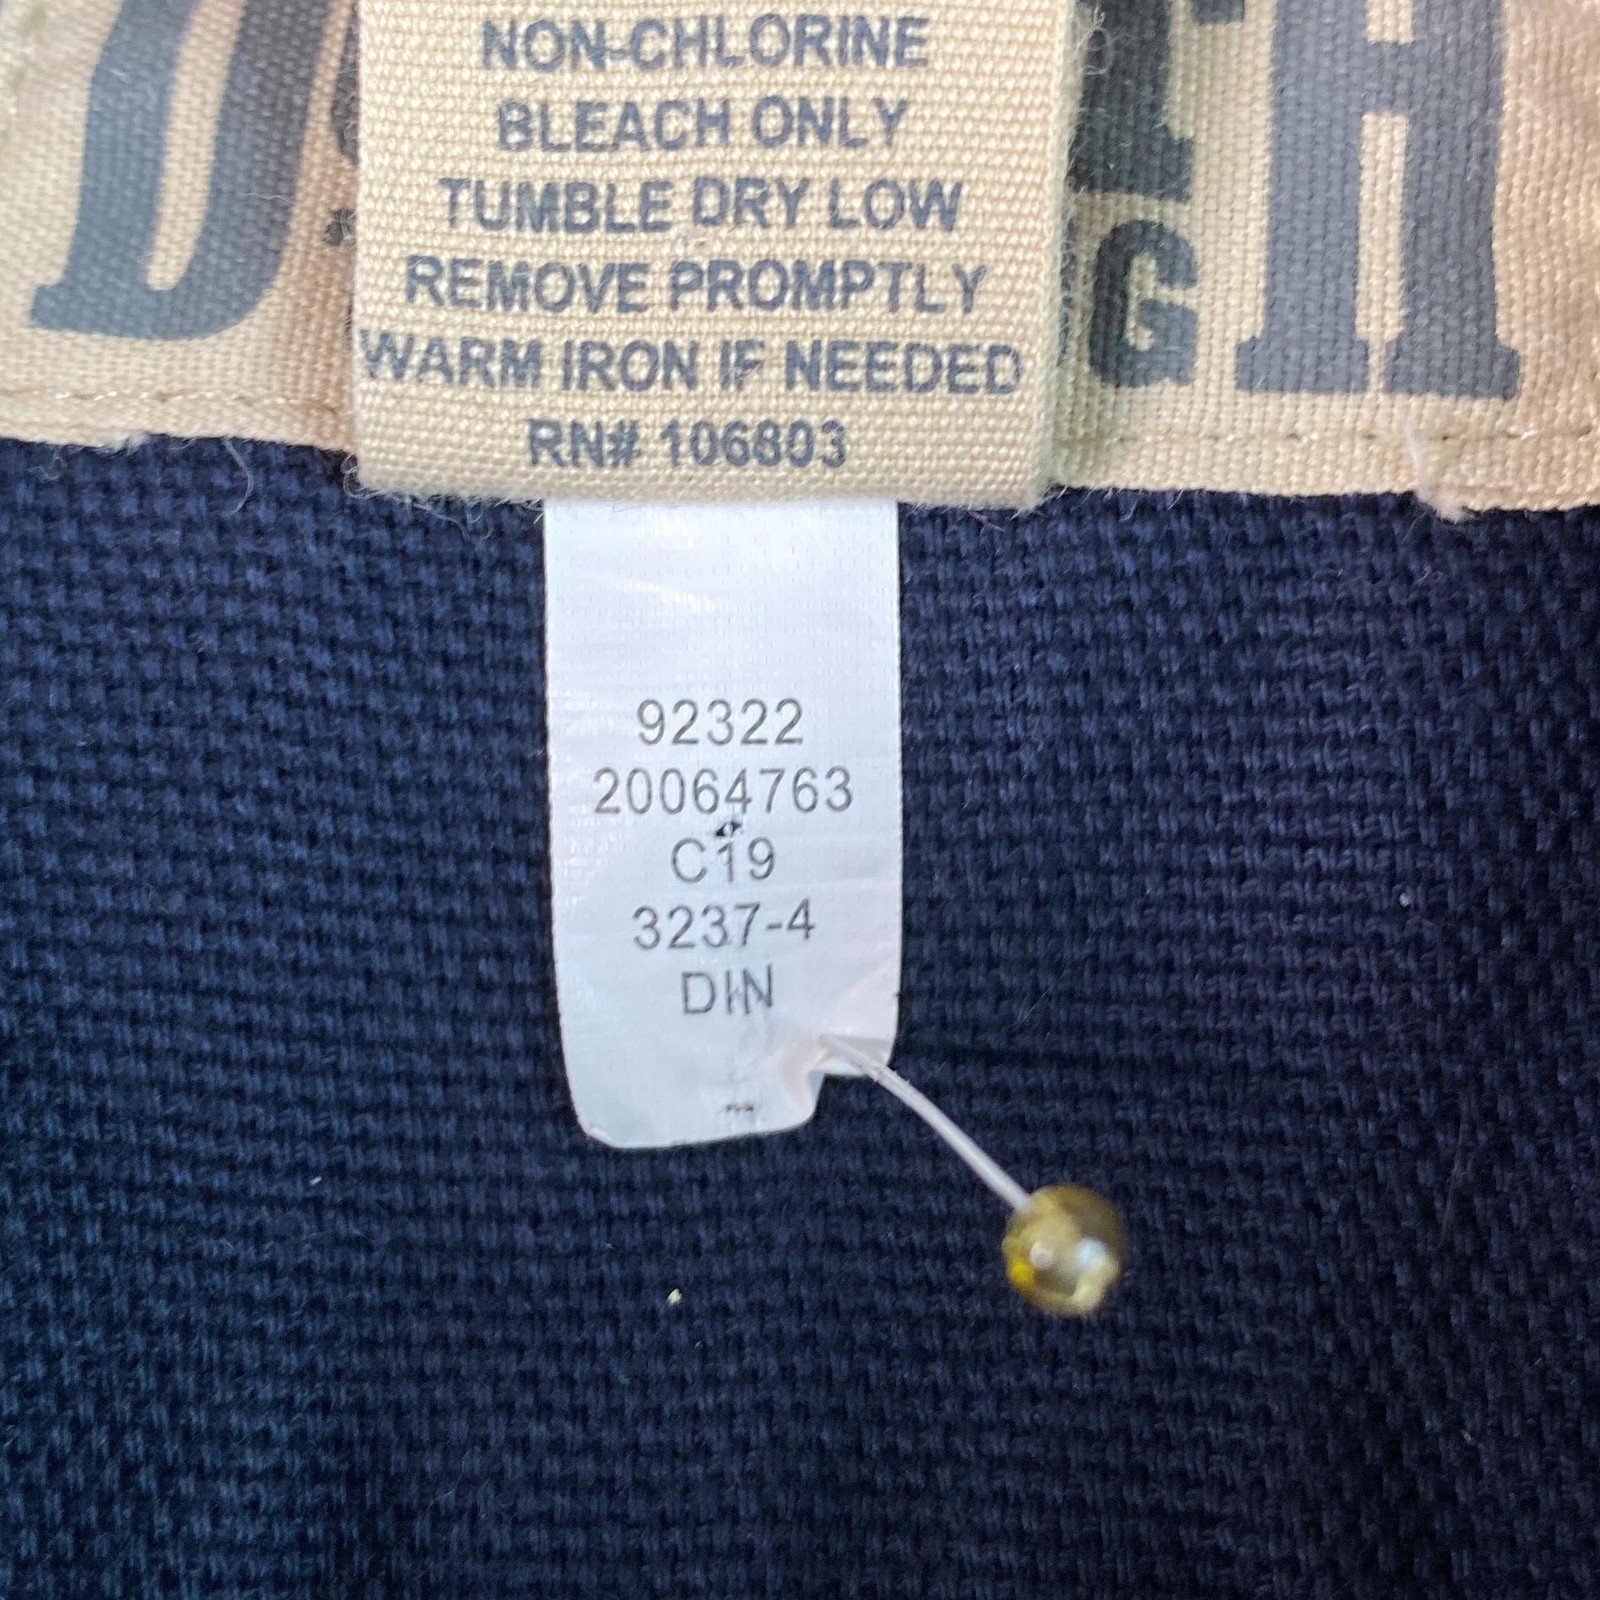 NON-CHLORINE
BLEACH ONLY
TUMBLE DRY LOW
REMOVE PROMPTLY
WARM IRON IF NEEDED
RN# 106803
92322
20064763
C19
3237-4
DIN